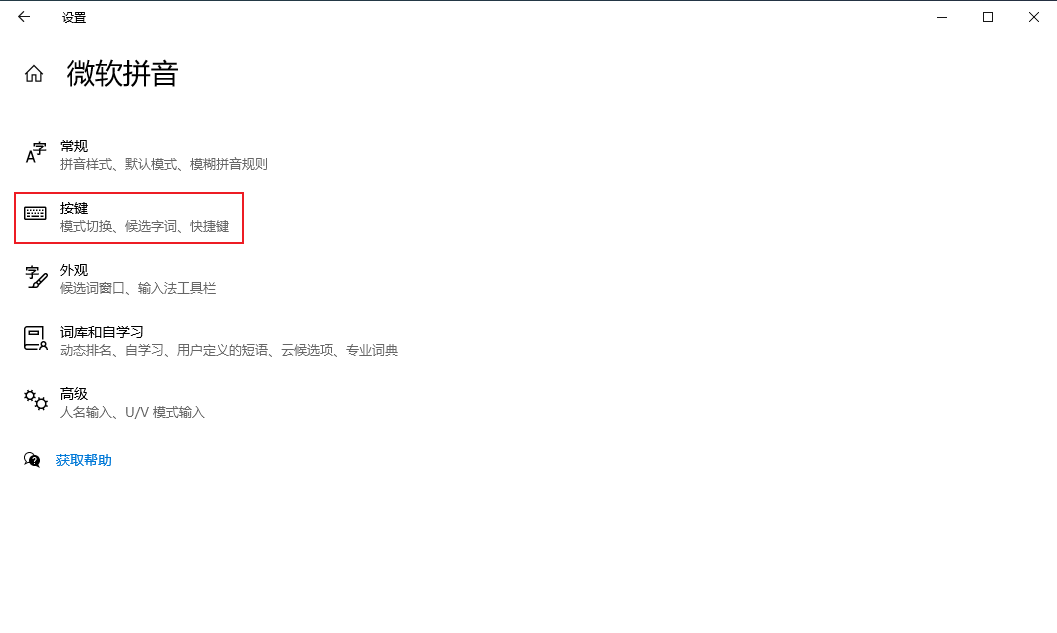 设置
微软拼音
常规
拼音样式、默认模式、模糊拼音规则
按键
模式切换、候选字词、快捷键
外观
候选词窗口、输入法工具栏
词库和自学习
动态排名、自学习、用户定义的短语、云候选项、专业词典
高级
人名输入、U/V 模式输入
获取帮助